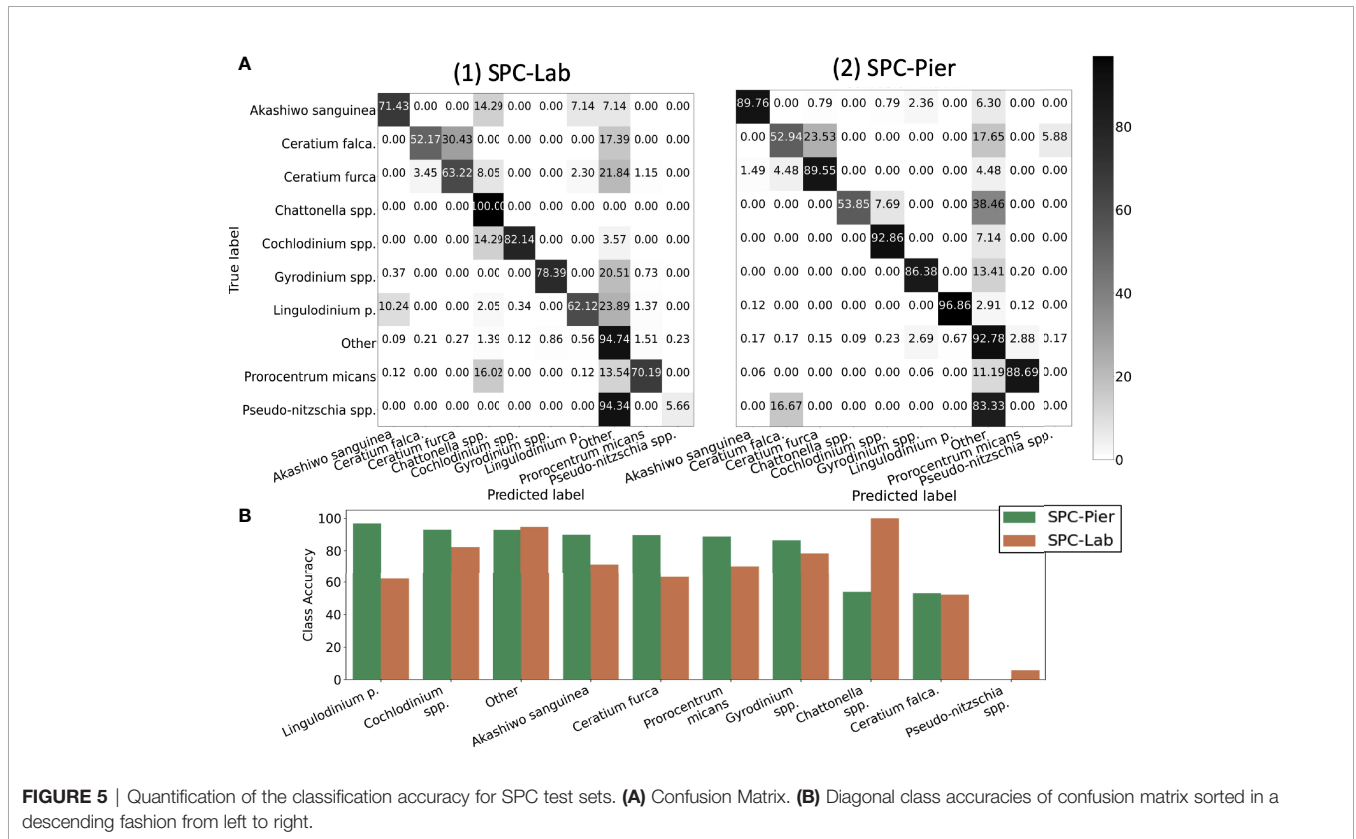 A
(1) SPC-Lab
(2) SPC-Pier
True label
Akashiwo sanguinea 71.43 0.00 0.00 14.29 0.00 0.00 7.14 7.14 0.00 0.00
Ceratium falca. 0.00 52.17 30.43 0.00 0.00 0.00 0.00 17.39 0.00 0.00
Ceratium furca 0.00 3.45 63.22 8.05 0.00 0.00 2.30 21.84 1.15 0.00
Chattonella spp. 0.00 0.00 0.00 100.0 0.00 0.00 0.00 0.00 0.00 0.00
Cochlodinium spp. 0.00 0.00 0.00 14.29 82.14 0.00 0.00 3.57 0.00 0.00
Gyrodinium spp. 0.37 0.00 0.00 0.00 0.00 78.39 0.00 20.51 0.73 0.00
Lingulodinium p. 10.24 0.00 0.00 2.05 0.34 0.00 62.12 23.89 1.37 0.00
Other 0.09 0.21 0.27 1.39 0.12 0.86 0.56 94.74 1.51 0.23
Prorocentrum micans 0.12 0.00 0.00 16.02 0.00 0.00 0.12 13.54 70.19 0.00
Pseudo-nitzschia spp. 0.00 0.00 0.00 0.00 0.00 0.00 0.00 94.34 0.00 5.66
Akashiwo sanguinea
Ceratium falca.
Ceratium furca
Chattonella spp.
Cochlodinium spp.
Gyrodinium spp.
Lingulodinium p.
Other
Prorocentrum micans
Pseudo-nitzschia spp.
Predicted label
89.76 0.00 0.79 0.00 0.79 2.36 0.00 6.30 0.00 0.00
0.00 52.94 23.53 0.00 0.00 0.00 0.00 17.65 0.00 5.88
1.49 4.48 89.55 0.00 0.00 0.00 0.00 4.48 0.00 0.00
0.00 0.00 0.00 53.85 7.69 0.00 0.00 38.46 0.00 0.00
0.00 0.00 0.00 0.00 92.86 0.00 0.00 7.14 0.00 0.00
0.00 0.00 0.00 0.00 0.00 86.38 0.00 13.41 0.20 0.00
0.12 0.00 0.00 0.00 0.00 0.00 96.86 2.91 0.12 0.00
0.17 0.17 0.15 0.09 0.23 2.69 0.67 92.78 2.88 0.17
0.06 0.00 0.00 0.00 0.00 0.06 0.00 11.19 88.69 0.00
0.00 16.67 0.00 0.00 0.00 0.00 0.00 83.33 0.00 0.00
Akashiwo sanguinea
Ceratium falca.
Ceratium furca
Chattonella spp.
Cochlodinium spp.
Gyrodinium spp.
Lingulodinium p.
Other
Prorocentrum micans
Pseudo-nitzschia spp.
Predicted label
80
60
40
20
0
B
Class Accuracy
100
80
60
40
20
0
SPC-Pier
SPC-Lab
Lingulodinium p.
Cochlodinium
spp.
Other
Akashiwo sanguinea
Ceratium furca
Prorocentrum
micans
Gyrodinium
spp.
Chattonella
spp.
Ceratium falca.
Pseudo-nitzschia
spp.
FIGURE 5 | Quantification of the classification accuracy for SPC test sets. (A) Confusion Matrix. (B) Diagonal class accuracies of confusion matrix sorted in a
descending fashion from left to right.